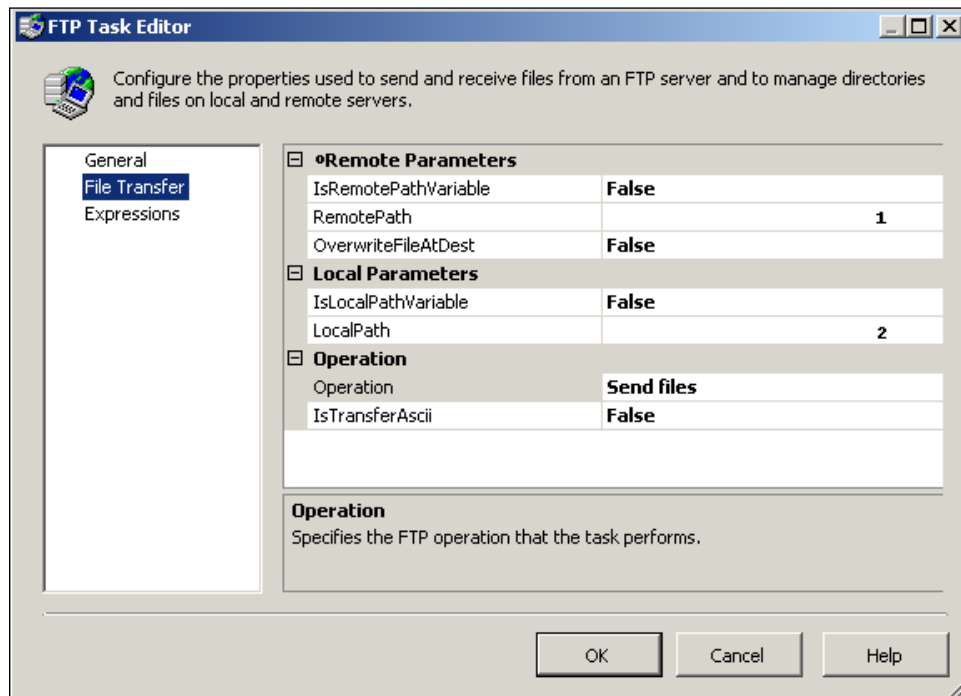 FTP Task Editor
Configure the properties used to send and receive files from an FTP server and to manage directories
and files on local and remote servers.
General
File Transfer
Expressions
Remote Parameters
IsRemotePathVariable False
RemotePath 1
OverwriteFileAtDest False
Local Parameters
IsLocalPathVariable False
LocalPath 2
Operation
Operation Send files
IsTransferAscii False
Operation
Specifies the FTP operation that the task performs.
OK Cancel Help